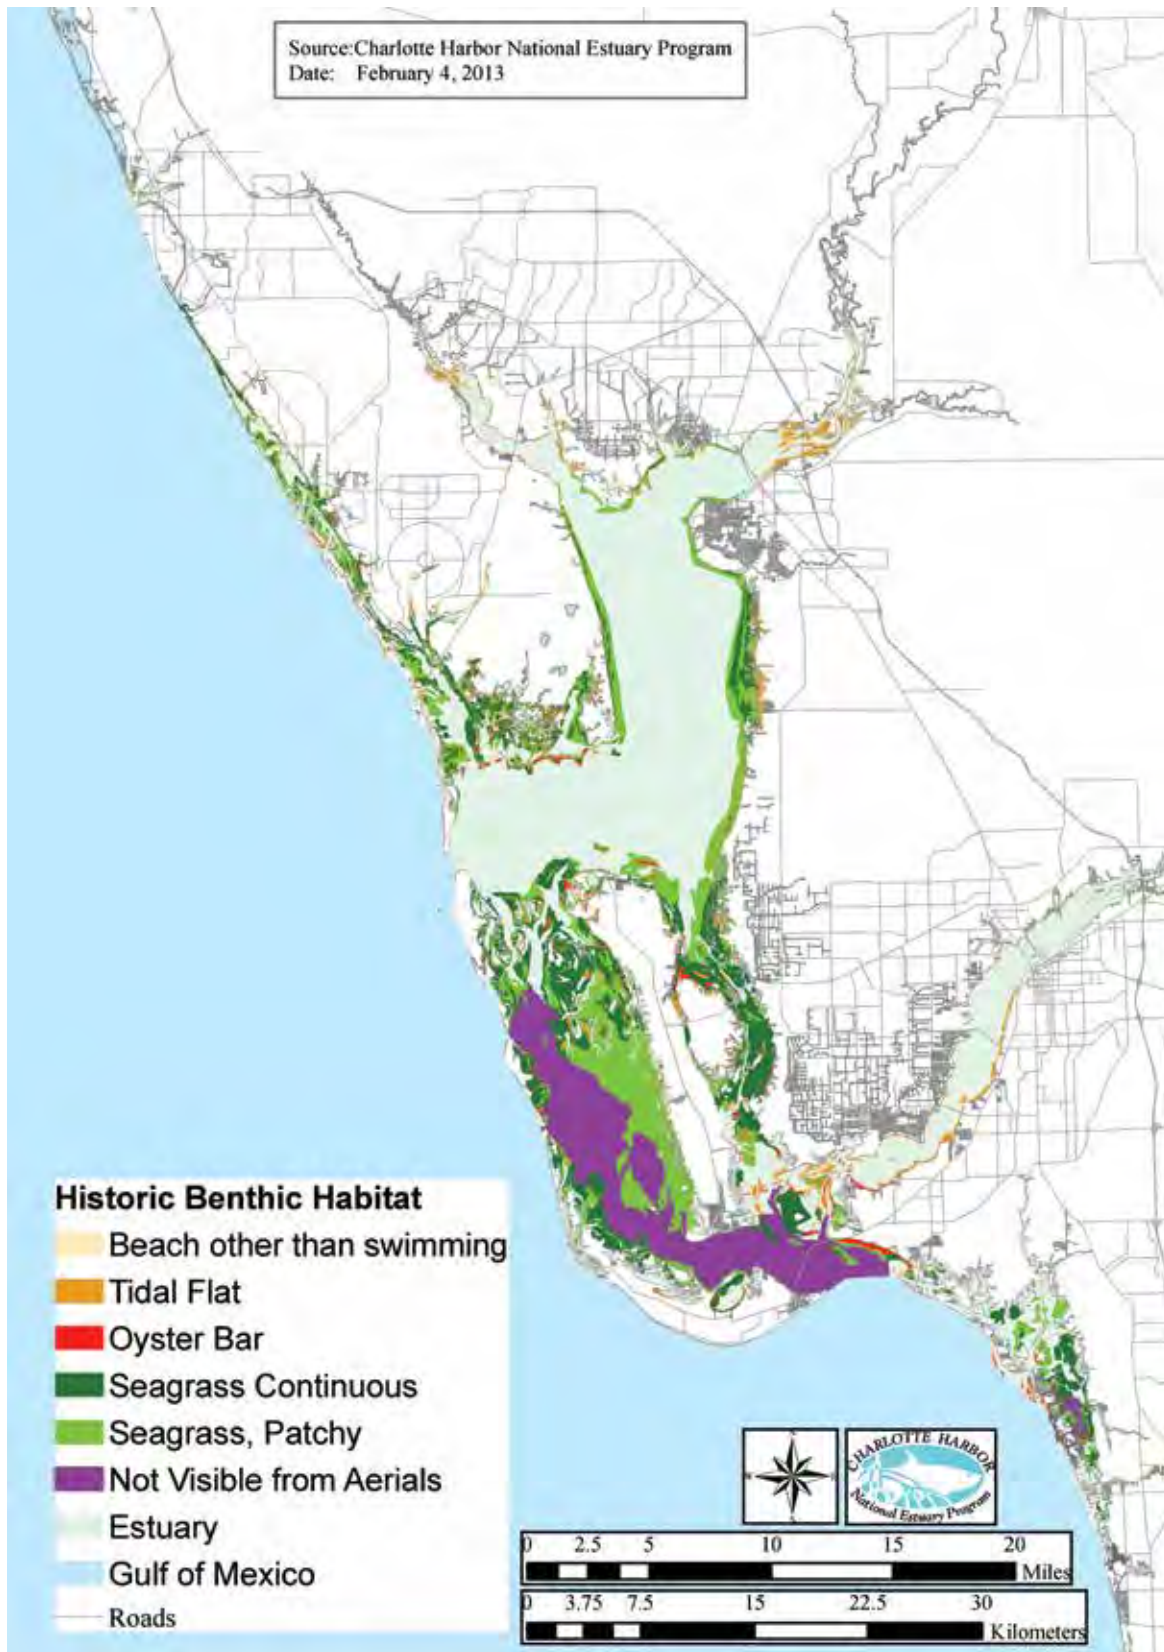 Source:Charlotte Harbor National Estuary Program
Date: February 4, 2013
Historic Benthic Habitat
Beach other than swimming
Tidal Flat
Oyster Bar
Seagrass Continuous
Seagrass, Patchy
Not Visible from Aerials
Estuary
Gulf of Mexico
Roads
N
W E
S
CHARLOTTE HARBOR
National Estuary Program
0 2.5 5 10 15 20
Miles
0 3.75 7.5 15 22.5 30
Kilometers